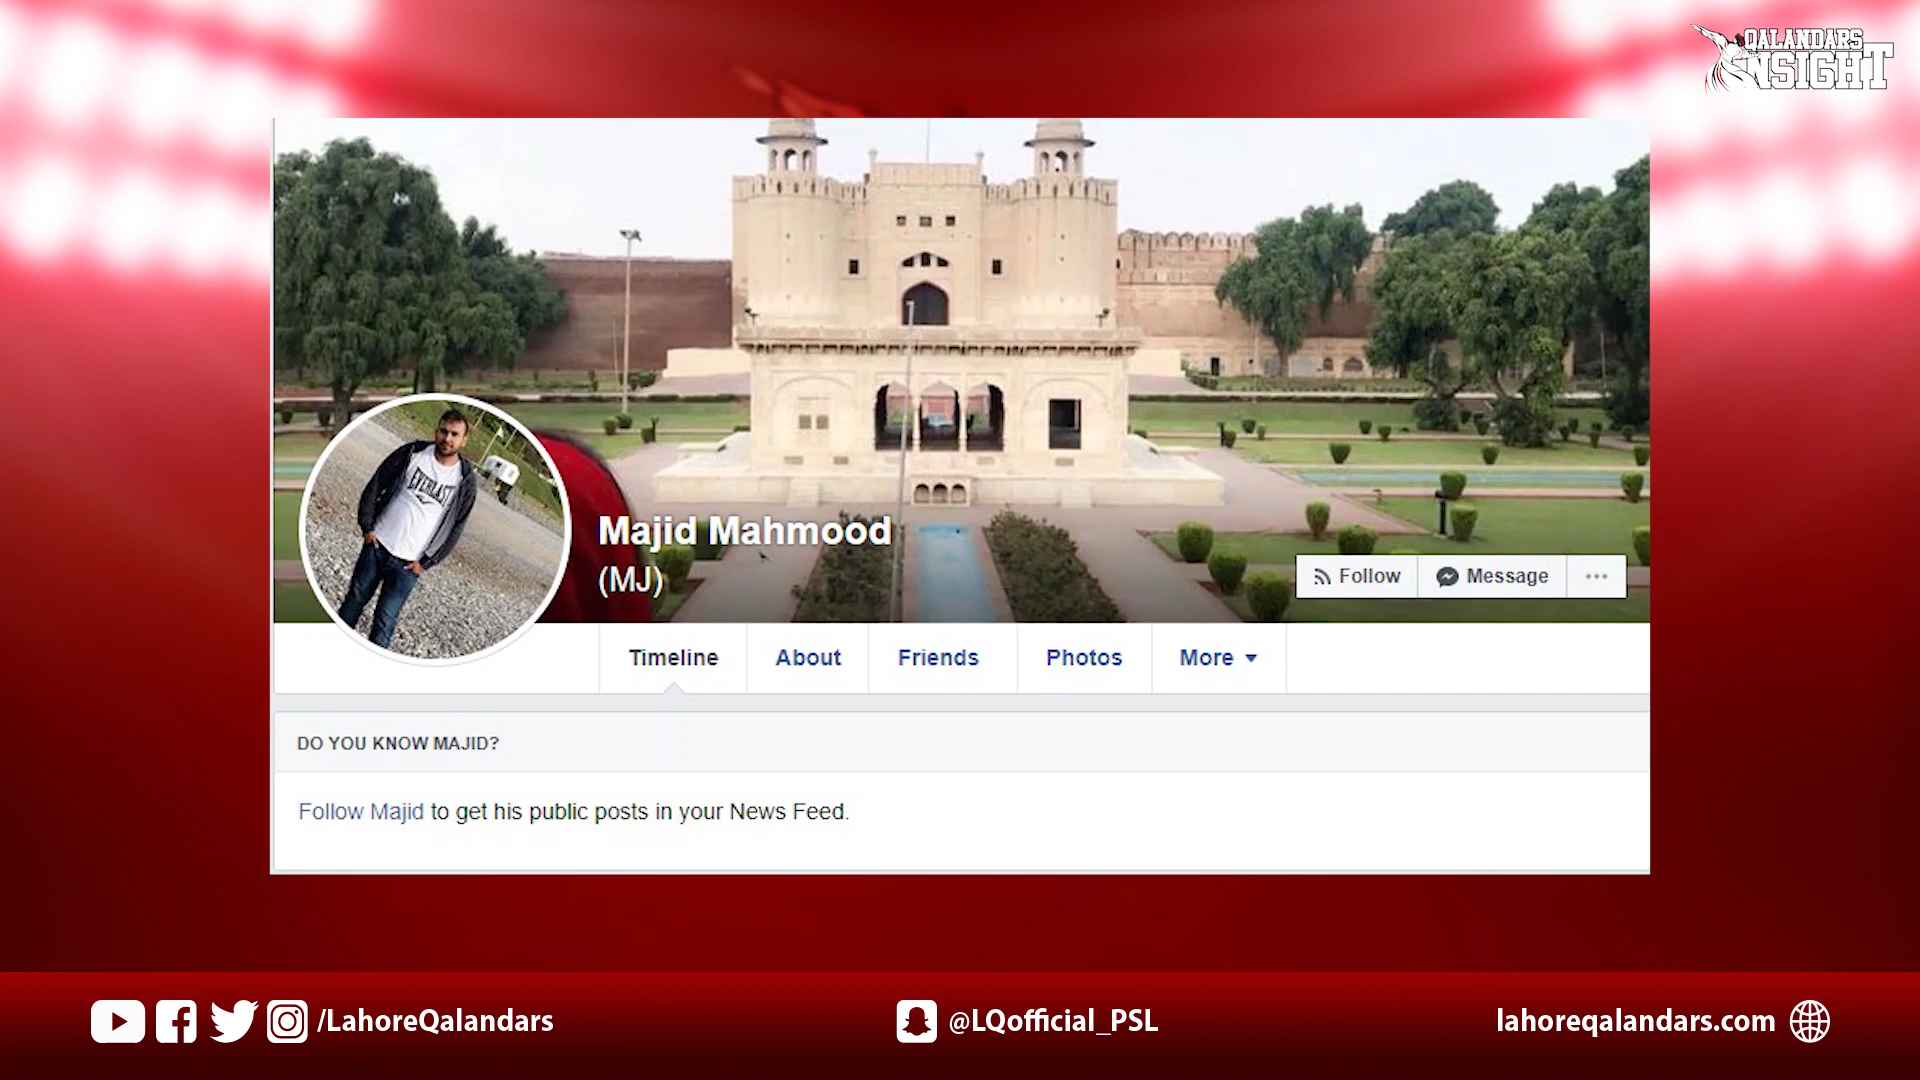 QALANDARS
INSIGHT
EVERLAST
Majid Mahmood
(MJ)
Follow
Message
Timeline
About
Friends
Photos
More
DO YOU KNOW MAJID?
Follow Majid to get his public posts in your News Feed.
/LahoreQalandars
@LQofficial_PSL
lahoreqalandars.com